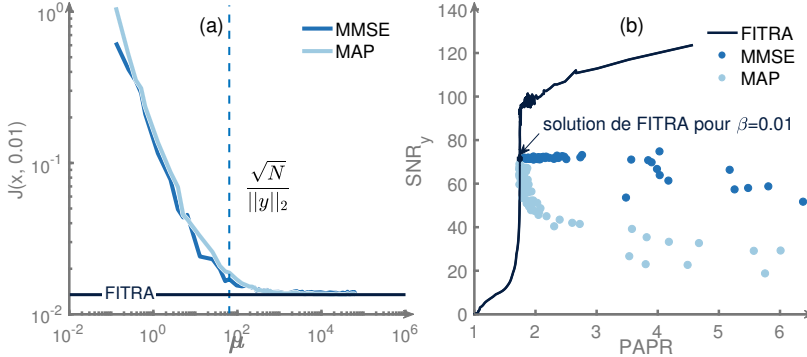 (a)
MMSE
MAP
J(x, 0.01)
10^-1
10^-2
√N
||y||₂
FITRA
10^-2
10^0
10^2
10^4
10^6
μ
(b)
FITRA
MMSE
MAP
solution de FITRA pour β=0.01
SNR_y
140
120
100
80
60
40
20
0
1
2
3
4
5
6
PAPR